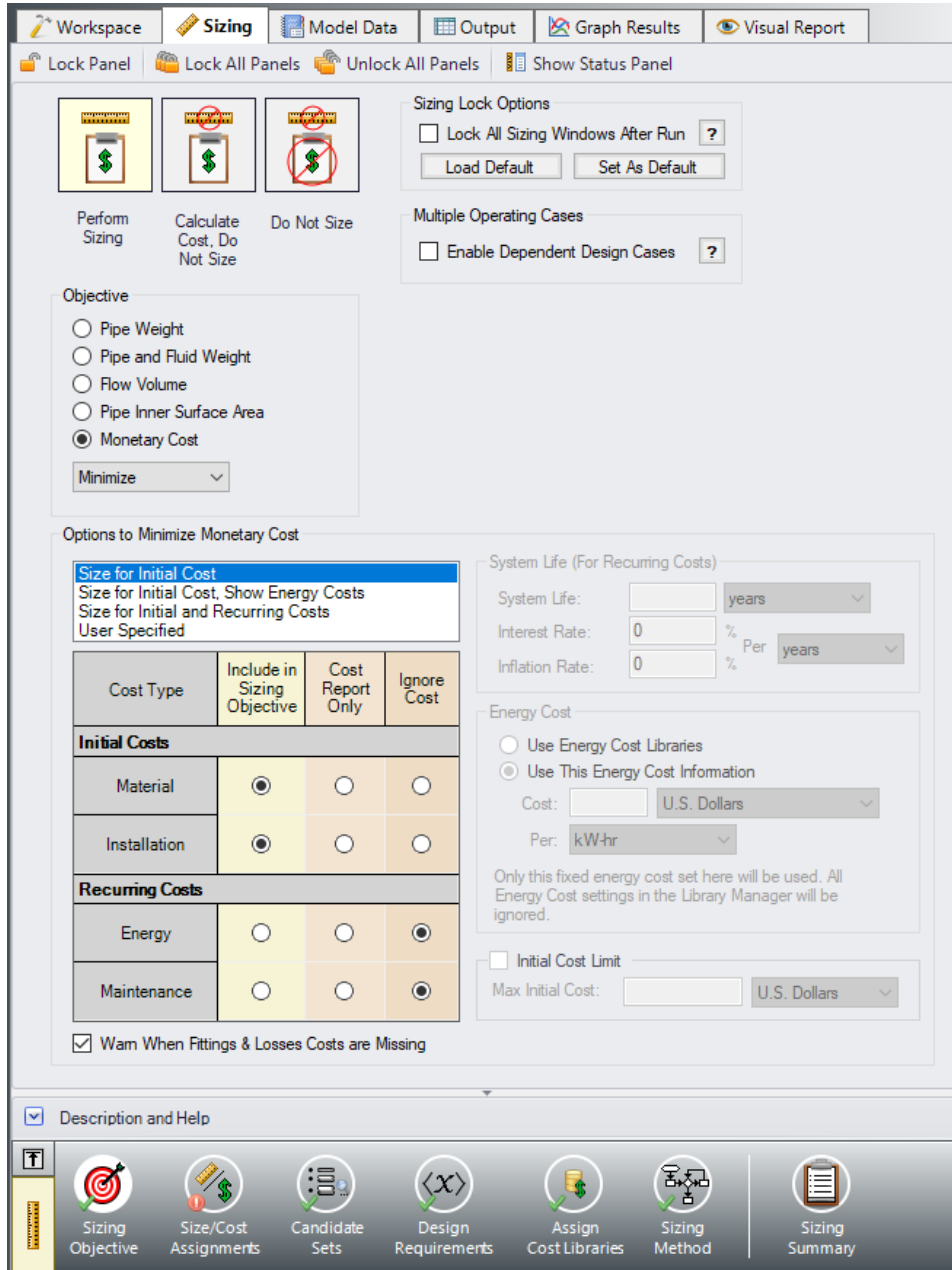 Workspace
Sizing
Model Data
Output
Graph Results
Visual Report
Lock Panel
Lock All Panels
Unlock All Panels
Show Status Panel
Perform
Sizing
Calculate
Cost, Do
Not Size
Do Not Size
Sizing Lock Options
Lock All Sizing Windows After Run
?
Load Default
Set As Default
Multiple Operating Cases
Enable Dependent Design Cases
?
Objective
Pipe Weight
Pipe and Fluid Weight
Flow Volume
Pipe Inner Surface Area
Monetary Cost
Minimize
Options to Minimize Monetary Cost
Size for Initial Cost
Size for Initial Cost, Show Energy Costs
Size for Initial and Recurring Costs
User Specified
Cost Type
Include in
Sizing
Objective
Cost
Report
Only
Ignore
Cost
Initial Costs
Material
Installation
Recurring Costs
Energy
Maintenance
Warn When Fittings & Losses Costs are Missing
System Life (For Recurring Costs)
System Life:
years
Interest Rate:
0
%
Per
years
Inflation Rate:
0
%
Energy Cost
Use Energy Cost Libraries
Use This Energy Cost Information
Cost:
U.S. Dollars
Per:
kW-hr
Only this fixed energy cost set here will be used. All
Energy Cost settings in the Library Manager will be
ignored.
Initial Cost Limit
Max Initial Cost:
U.S. Dollars
Description and Help
Sizing
Objective
Size/Cost
Assignments
Candidate
Sets
Design
Requirements
Assign
Cost Libraries
Sizing
Method
Sizing
Summary